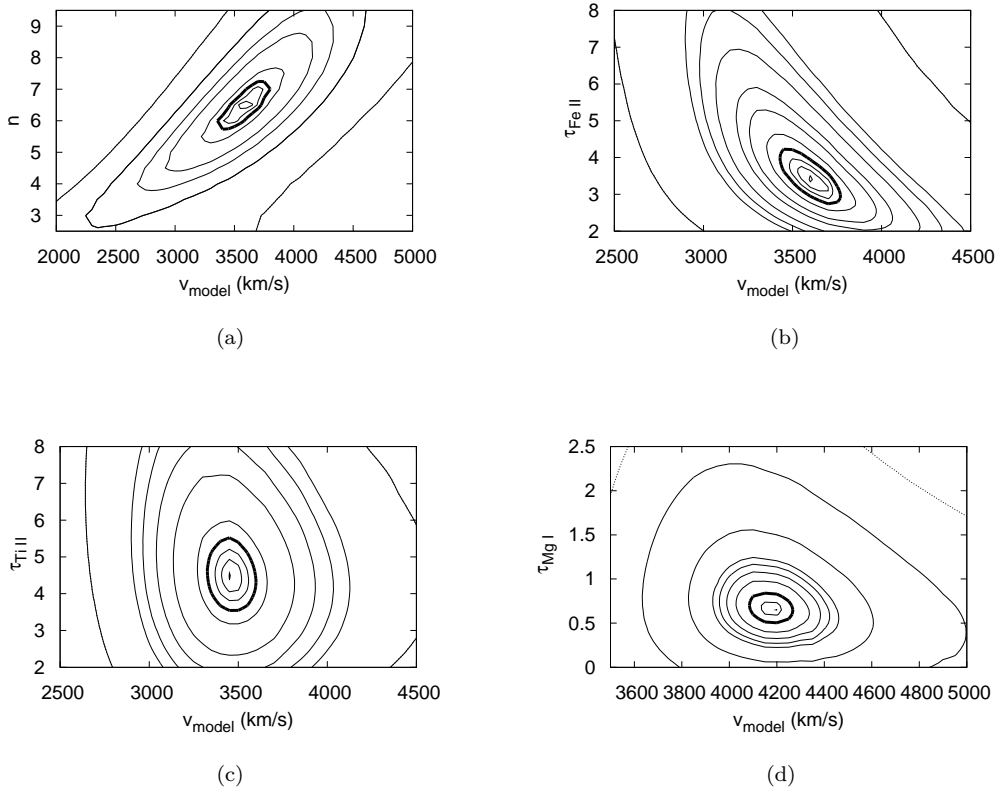 9
8
7
6
5
4
3
n
2000 2500 3000 3500 4000 4500 5000
v_model (km/s)
(a)
8
7
6
5
4
3
2
τ_Fe II
2500 3000 3500 4000 4500
v_model (km/s)
(b)
8
7
6
5
4
3
2
τ_Ti II
2500 3000 3500 4000 4500
v_model (km/s)
(c)
2.5
2
1.5
1
0.5
0
τ_Mg I
3600 3800 4000 4200 4400 4600 4800 5000
v_model (km/s)
(d)